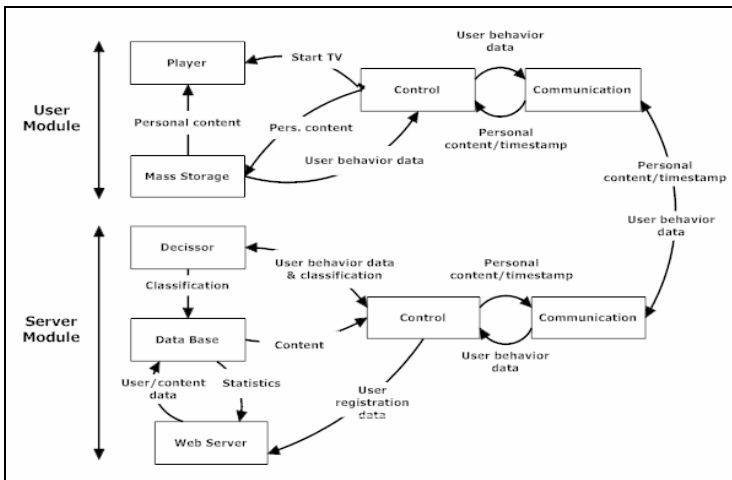 User
Module
Player
Start TV
Control
User behavior
data
Communication
Personal content
Pers. content
Personal
content/timestamp
Mass Storage
User behavior data
Personal
content/timestamp
User behavior
data
Server
Module
Decissor
User behavior data
& classification
Classification
Personal
content/timestamp
Data Base
Content
Control
Communication
User behavior
data
User/content
data
Statistics
User
registration
data
Web Server